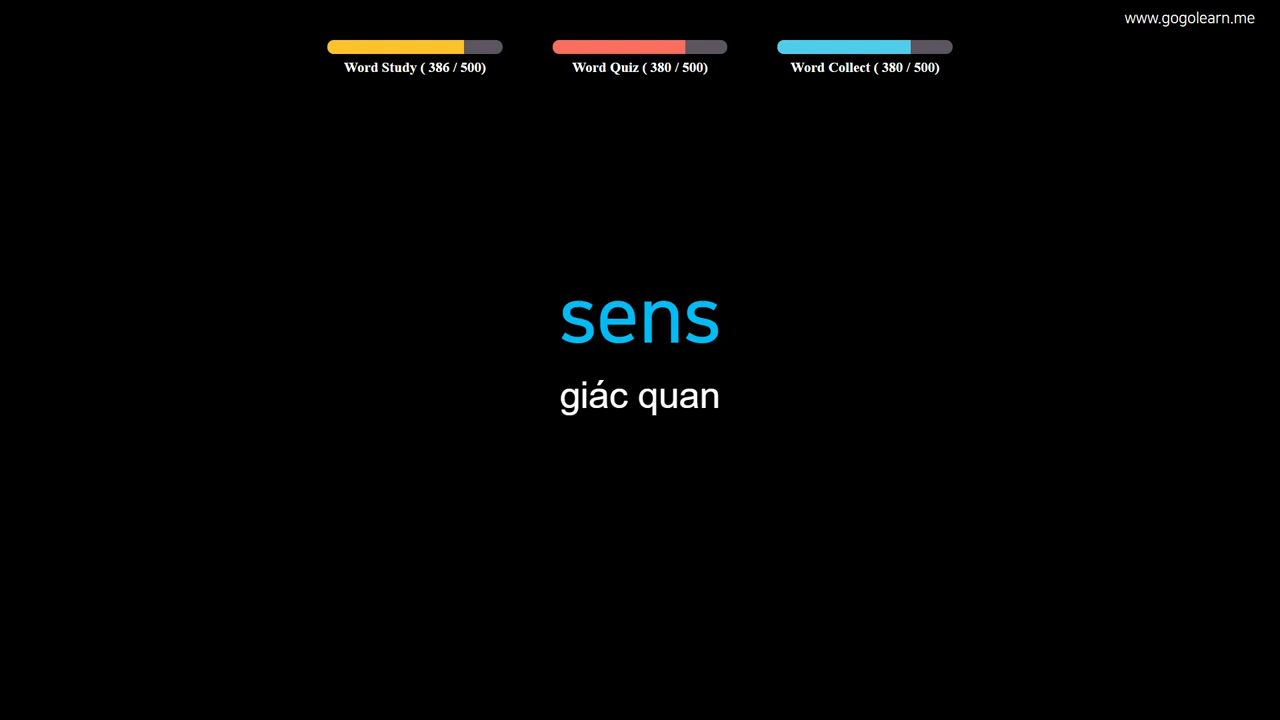 www.gogolearn.me
Word Study ( 386 / 500)
Word Quiz ( 380 / 500)
Word Collect ( 380 / 500)
sens
giác quan